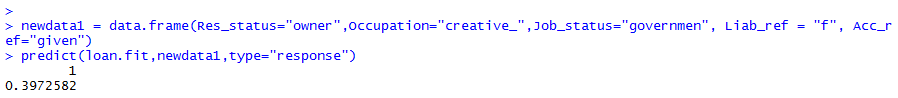 >
> newdata1 = data.frame(Res_status="owner",Occupation="creative_",Job_status="governmen", Liab_ref = "f", Acc_r
ef="given")
> predict(loan.fit,newdata1,type="response")
1
0.3972582